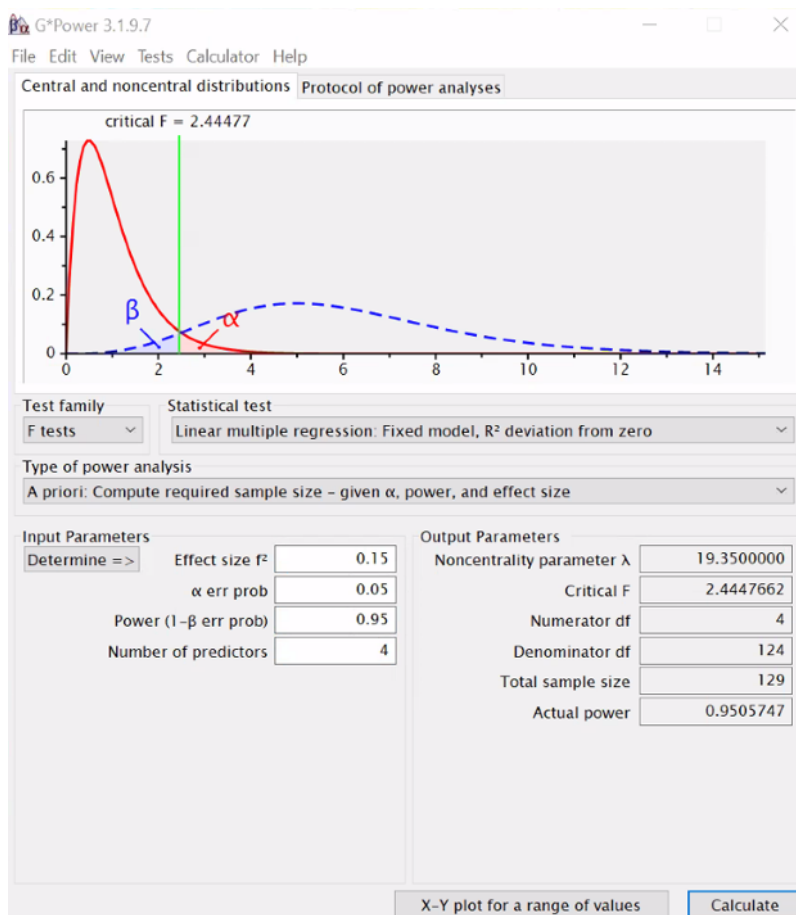 βα G*Power 3.1.9.7
File Edit View Tests Calculator Help
Central and noncentral distributions Protocol of power analyses
critical F = 2.44477
0.6
0.4
0.2
0
β
α
0 2 4 6 8 10 12 14
Test family Statistical test
F tests Linear multiple regression: Fixed model, R² deviation from zero
Type of power analysis
A priori: Compute required sample size – given α, power, and effect size
Input Parameters
Determine => Effect size f² 0.15
α err prob 0.05
Power (1-β err prob) 0.95
Number of predictors 4
Output Parameters
Noncentrality parameter λ 19.3500000
Critical F 2.4447662
Numerator df 4
Denominator df 124
Total sample size 129
Actual power 0.9505747
X-Y plot for a range of values Calculate